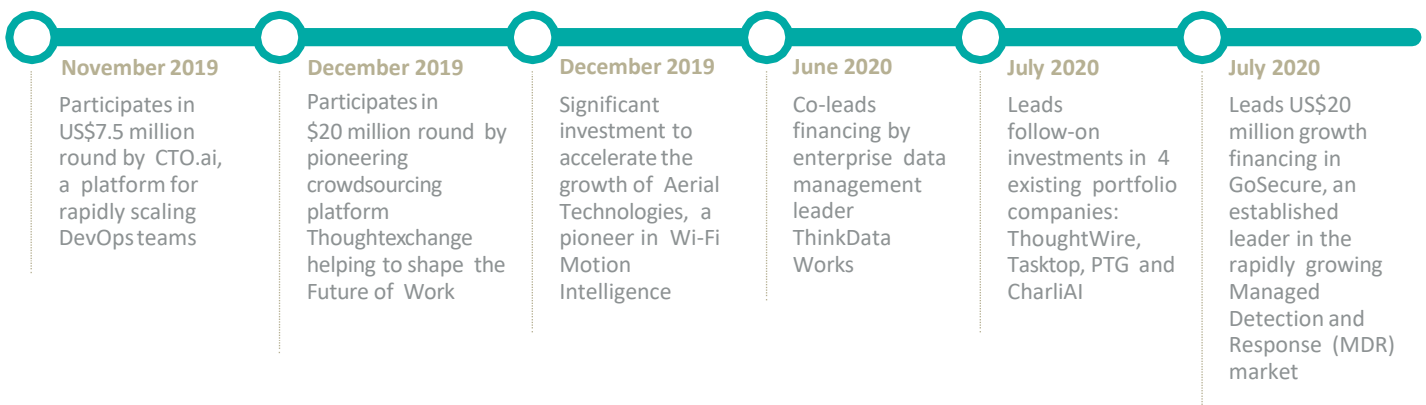 November 2019
Participates in
US$7.5 million
round by CTO.ai,
a platform for
rapidly scaling
DevOps teams
December 2019
Participates in
$20 million round by
pioneering
crowdsourcing
platform
Thoughtexchange
helping to shape the
Future of Work
December 2019
Significant
investment to
accelerate the
growth of Aerial
Technologies, a
pioneer in Wi-Fi
Motion
Intelligence
June 2020
Co-leads
financing by
enterprise data
management
leader
ThinkData
Works
July 2020
Leads
follow-on
investments in 4
existing portfolio
companies:
ThoughtWire,
Tasktop, PTG and
CharliAI
July 2020
Leads US$20
million growth
financing in
GoSecure, an
established
leader in the
rapidly growing
Managed
Detection and
Response (MDR)
market